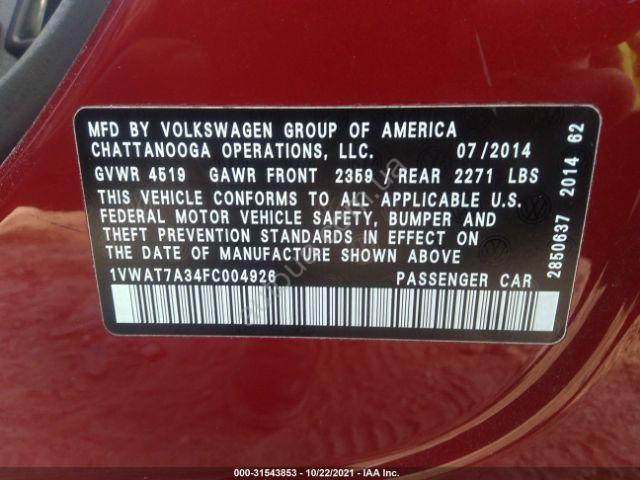 MFD BY VOLKSWAGEN GROUP OF AMERICA
CHATTANOOGA OPERATIONS, LLC. 07/2014
GVWR 4519 GAWR FRONT 2359 / REAR 2271 LBS
THIS VEHICLE CONFORMS TO ALL APPLICABLE U.S.
FEDERAL MOTOR VEHICLE SAFETY, BUMPER AND
THEFT PREVENTION STANDARDS IN EFFECT ON
THE DATE OF MANUFACTURE SHOWN ABOVE
1VWAT7A34FC004926 PASSENGER CAR
2850637 2014 62
000-31543853 - 10/22/2021 - IAA Inc.